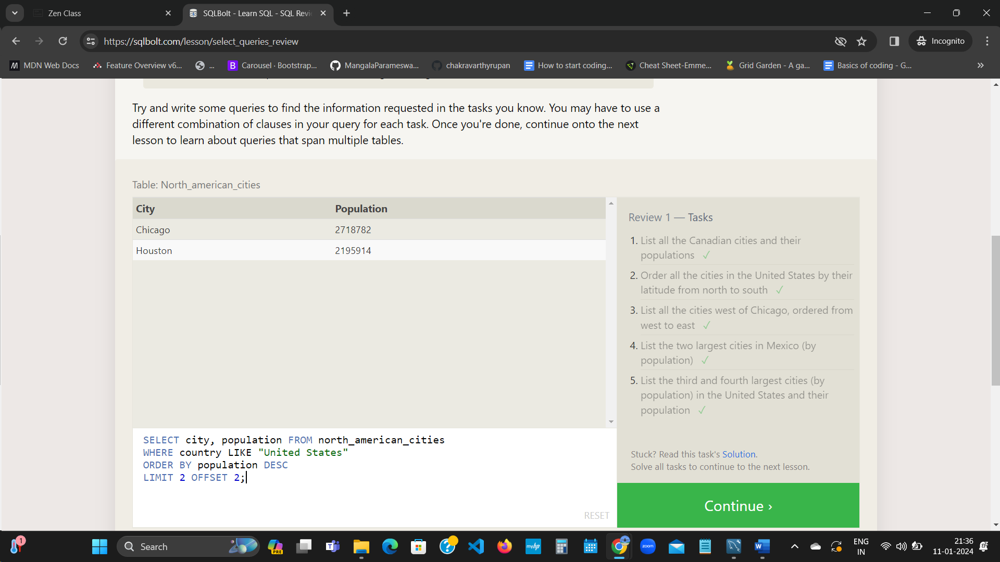 Zen Class
SQLBolt - Learn SQL - SQL Revi
https://sqlbolt.com/lesson/select_queries_review
Incognito
MDN Web Docs
Feature Overview v6...
...
B Carousel · Bootstrap...
MangalaParameswa...
chakravarthyrupan
How to start coding...
Cheat Sheet-Emme...
Grid Garden - A ga...
Basics of coding - G...
Try and write some queries to find the information requested in the tasks you know. You may have to use a
different combination of clauses in your query for each task. Once you're done, continue onto the next
lesson to learn about queries that span multiple tables.
Table: North_american_cities
City Population
Chicago 2718782
Houston 2195914
Review 1 — Tasks
1. List all the Canadian cities and their
populations ✓
2. Order all the cities in the United States by their
latitude from north to south ✓
3. List all the cities west of Chicago, ordered from
west to east ✓
4. List the two largest cities in Mexico (by
population) ✓
5. List the third and fourth largest cities (by
population) in the United States and their
population ✓
SELECT city, population FROM north_american_cities
WHERE country LIKE "United States"
ORDER BY population DESC
LIMIT 2 OFFSET 2;
RESET
Stuck? Read this task's Solution.
Solve all tasks to continue to the next lesson.
Continue ›
1
Search
PRE
myhp
zoom
W
ENG
IN
21:36
11-01-2024